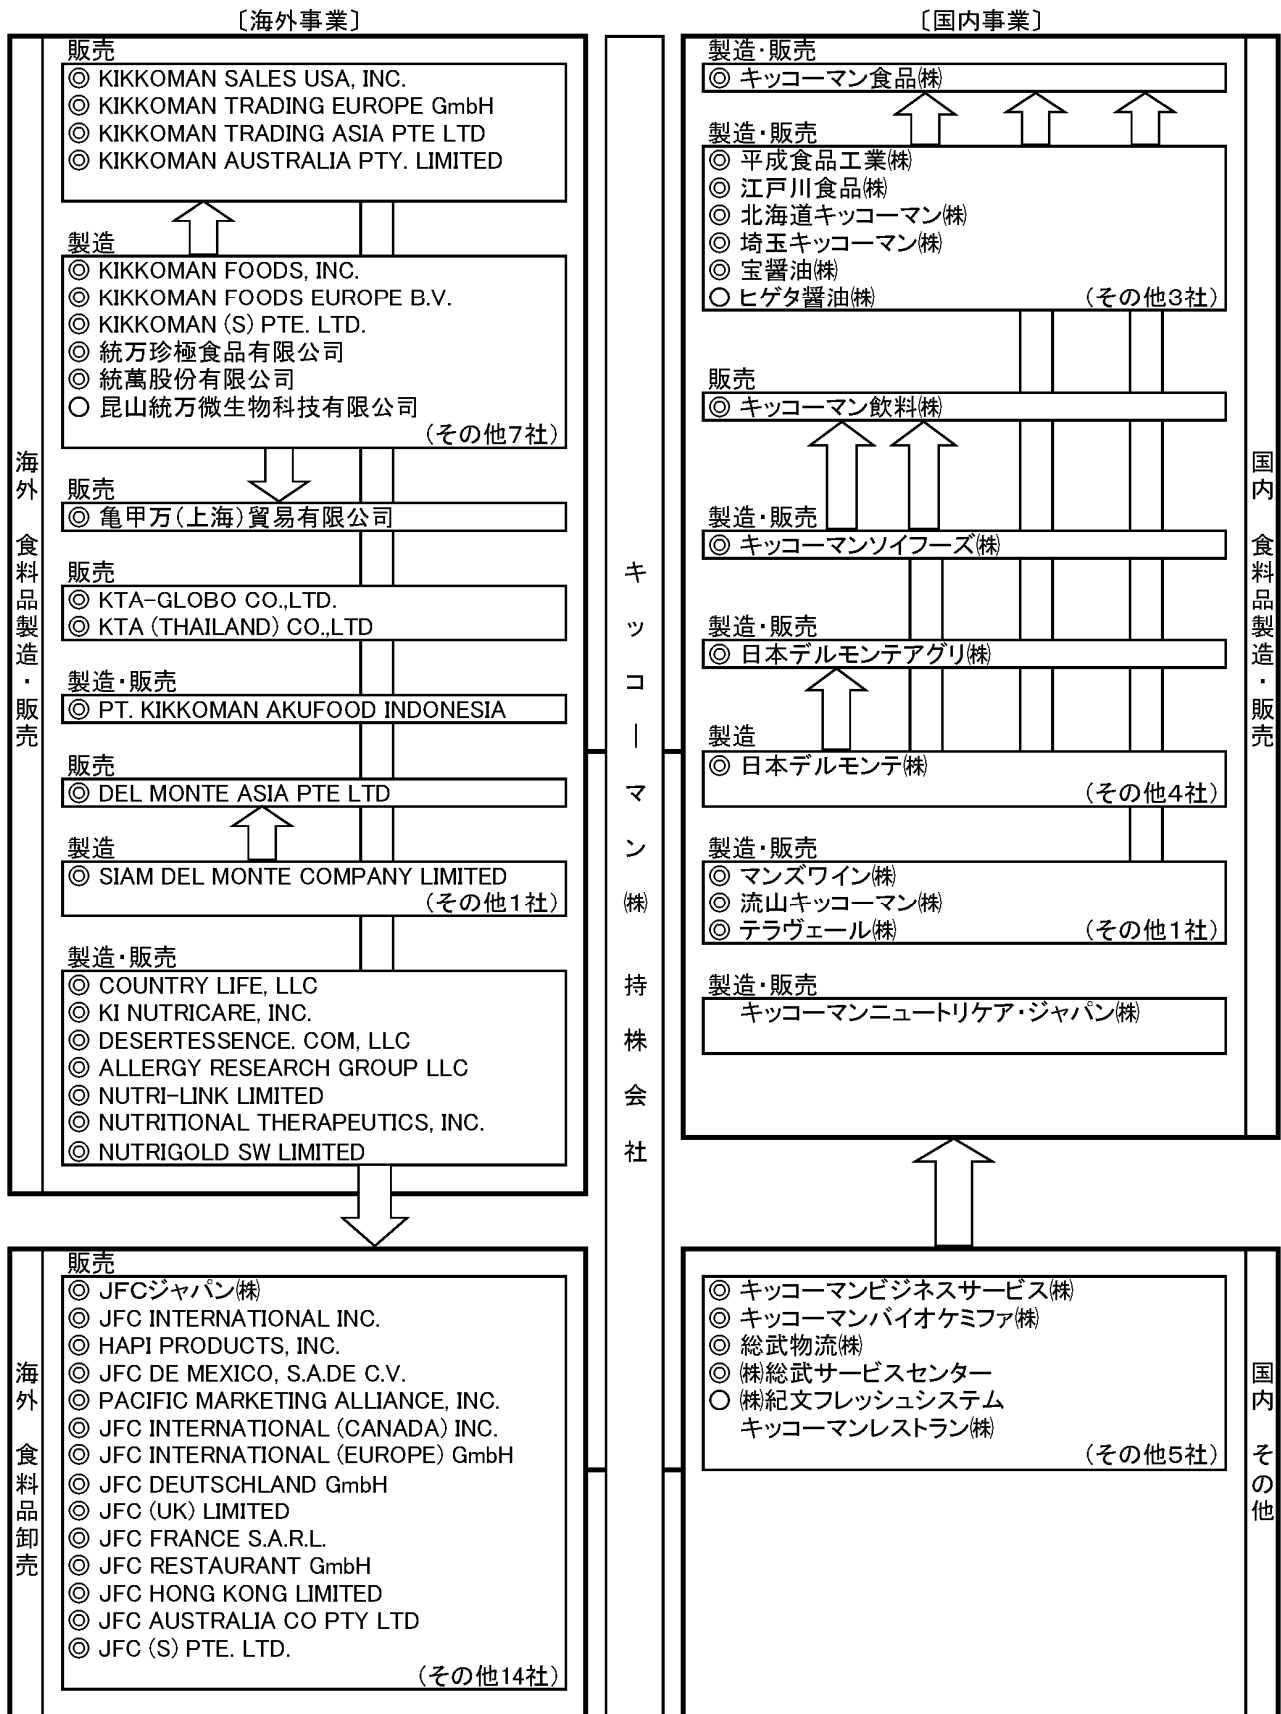 〔海外事業〕
海外 食料品製造・販売
販売
◎ KIKKOMAN SALES USA, INC.
◎ KIKKOMAN TRADING EUROPE GmbH
◎ KIKKOMAN TRADING ASIA PTE LTD
◎ KIKKOMAN AUSTRALIA PTY. LIMITED
製造
◎ KIKKOMAN FOODS, INC.
◎ KIKKOMAN FOODS EUROPE B.V.
◎ KIKKOMAN (S) PTE. LTD.
◎ 統万珍極食品有限公司
◎ 統萬股份有限公司
○ 昆山統万微生物科技有限公司
(その他7社)
販売
◎ 亀甲万(上海)貿易有限公司
販売
◎ KTA-GLOBO CO.,LTD.
◎ KTA (THAILAND) CO.,LTD
製造・販売
◎ PT. KIKKOMAN AKUFOOD INDONESIA
販売
◎ DEL MONTE ASIA PTE LTD
製造
◎ SIAM DEL MONTE COMPANY LIMITED
(その他1社)
製造・販売
◎ COUNTRY LIFE, LLC
◎ KI NUTRICARE, INC.
◎ DESERTESSENCE. COM, LLC
◎ ALLERGY RESEARCH GROUP LLC
◎ NUTRI-LINK LIMITED
◎ NUTRITIONAL THERAPEUTICS, INC.
◎ NUTRIGOLD SW LIMITED
海外 食料品卸売
販売
◎ JFCジャパン㈱
◎ JFC INTERNATIONAL INC.
◎ HAPI PRODUCTS, INC.
◎ JFC DE MEXICO, S.A.DE C.V.
◎ PACIFIC MARKETING ALLIANCE, INC.
◎ JFC INTERNATIONAL (CANADA) INC.
◎ JFC INTERNATIONAL (EUROPE) GmbH
◎ JFC DEUTSCHLAND GmbH
◎ JFC (UK) LIMITED
◎ JFC FRANCE S.A.R.L.
◎ JFC RESTAURANT GmbH
◎ JFC HONG KONG LIMITED
◎ JFC AUSTRALIA CO PTY LTD
◎ JFC (S) PTE. LTD.
(その他14社)
キッコーマン㈱ 持株会社
〔国内事業〕
製造・販売
◎ キッコーマン食品㈱
製造・販売
◎ 平成食品工業㈱
◎ 江戸川食品㈱
◎ 北海道キッコーマン㈱
◎ 埼玉キッコーマン㈱
◎ 宝醤油㈱
○ ヒゲタ醤油㈱ (その他3社)
販売
◎ キッコーマン飲料㈱
製造・販売
◎ キッコーマンソイフーズ㈱
製造・販売
◎ 日本デルモンテアグリ㈱
製造
◎ 日本デルモンテ㈱
(その他4社)
製造・販売
◎ マンズワイン㈱
◎ 流山キッコーマン㈱
◎ テラヴェール㈱ (その他1社)
製造・販売
キッコーマンニュートリケア・ジャパン㈱
国内 食料品製造・販売
◎ キッコーマンビジネスサービス㈱
◎ キッコーマンバイオケミファ㈱
◎ 総武物流㈱
◎ ㈱総武サービスセンター
○ ㈱紀文フレッシュシステム
キッコーマンレストラン㈱
(その他5社)
国内 その他